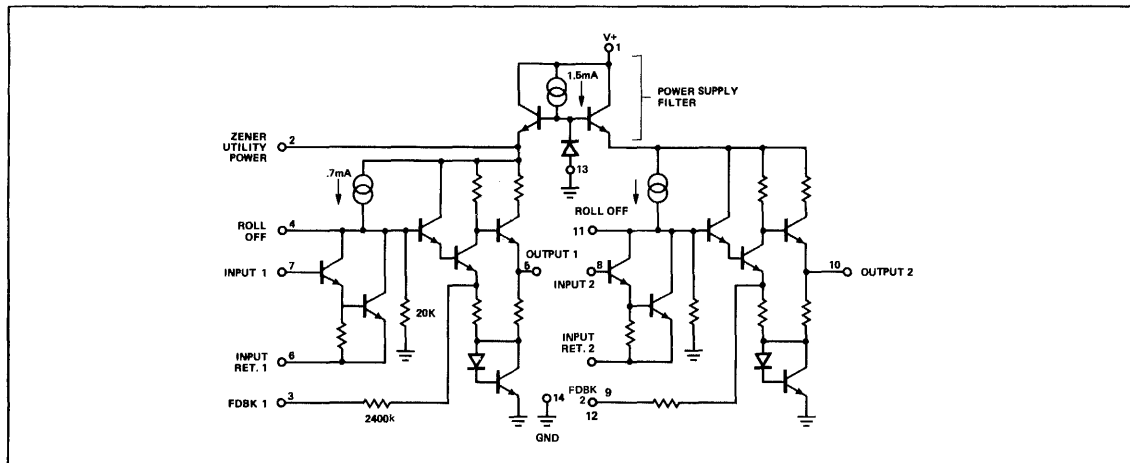 V+
1
1.5mA
POWER SUPPLY
FILTER
ZENER
UTILITY
POWER
2
13
.7mA
ROLL
OFF
4
ROLL OFF
11
OUTPUT 1
5
INPUT 1
7
INPUT 2
8
10
OUTPUT 2
20K
INPUT
RET. 1
6
INPUT
RET. 2
FDBK 1
3
2400k
14
GND
FDBK
2
9
12